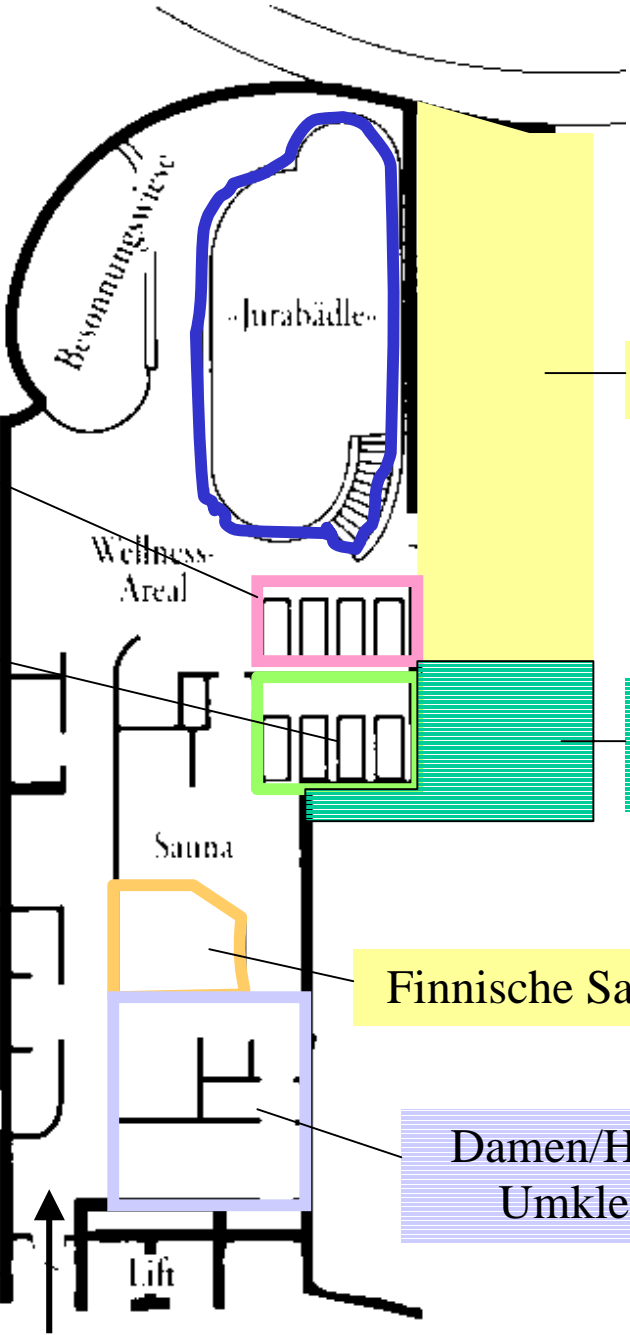 Besonnungswiese
"Jurabädle"
Wellness-
Areal
Sauna
Finnische Sa
Damen/H
Umkle
Lift